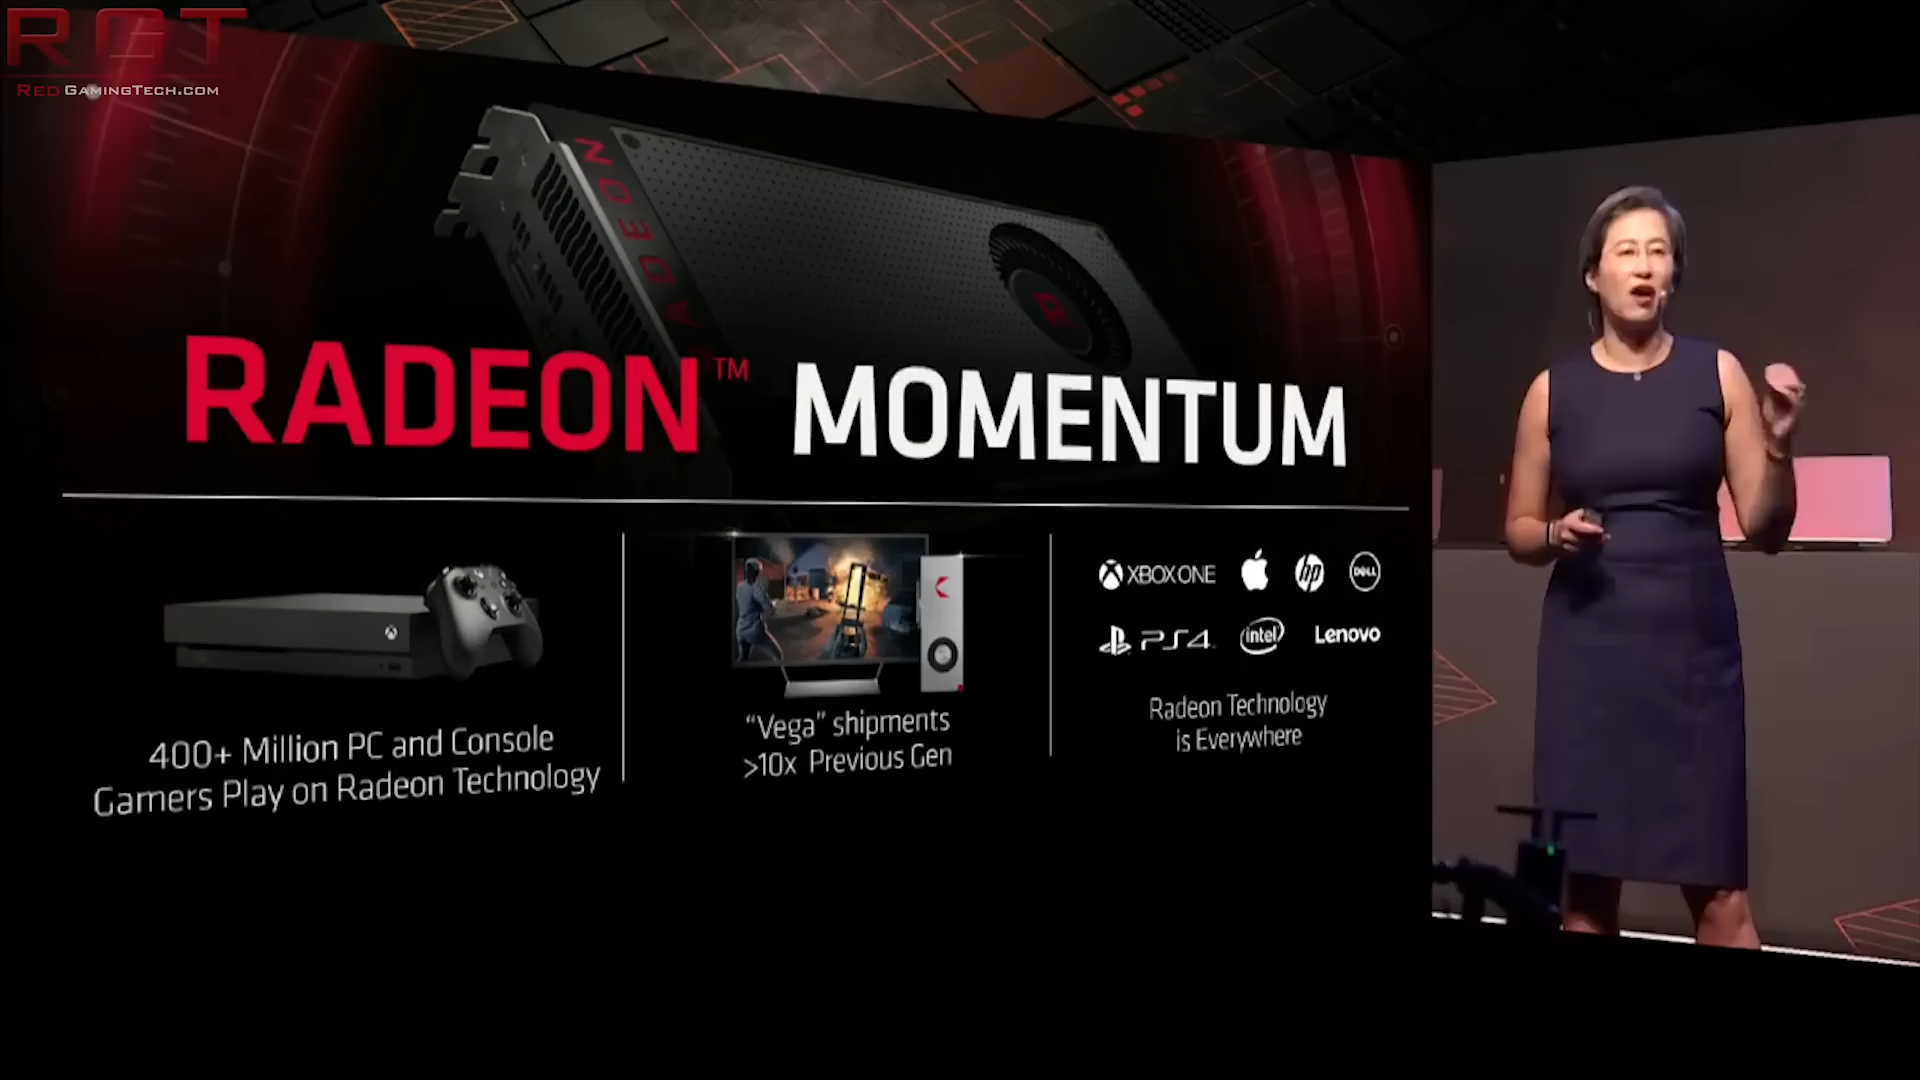 RGT
REDGAMINGTECH.COM
RADEON
R
RADEON™ MOMENTUM
400+ Million PC and Console
Gamers Play on Radeon Technology
"Vega" shipments
>10x Previous Gen
XBOX ONE
hp
DELL
PS4
intel
Lenovo
Radeon Technology
is Everywhere